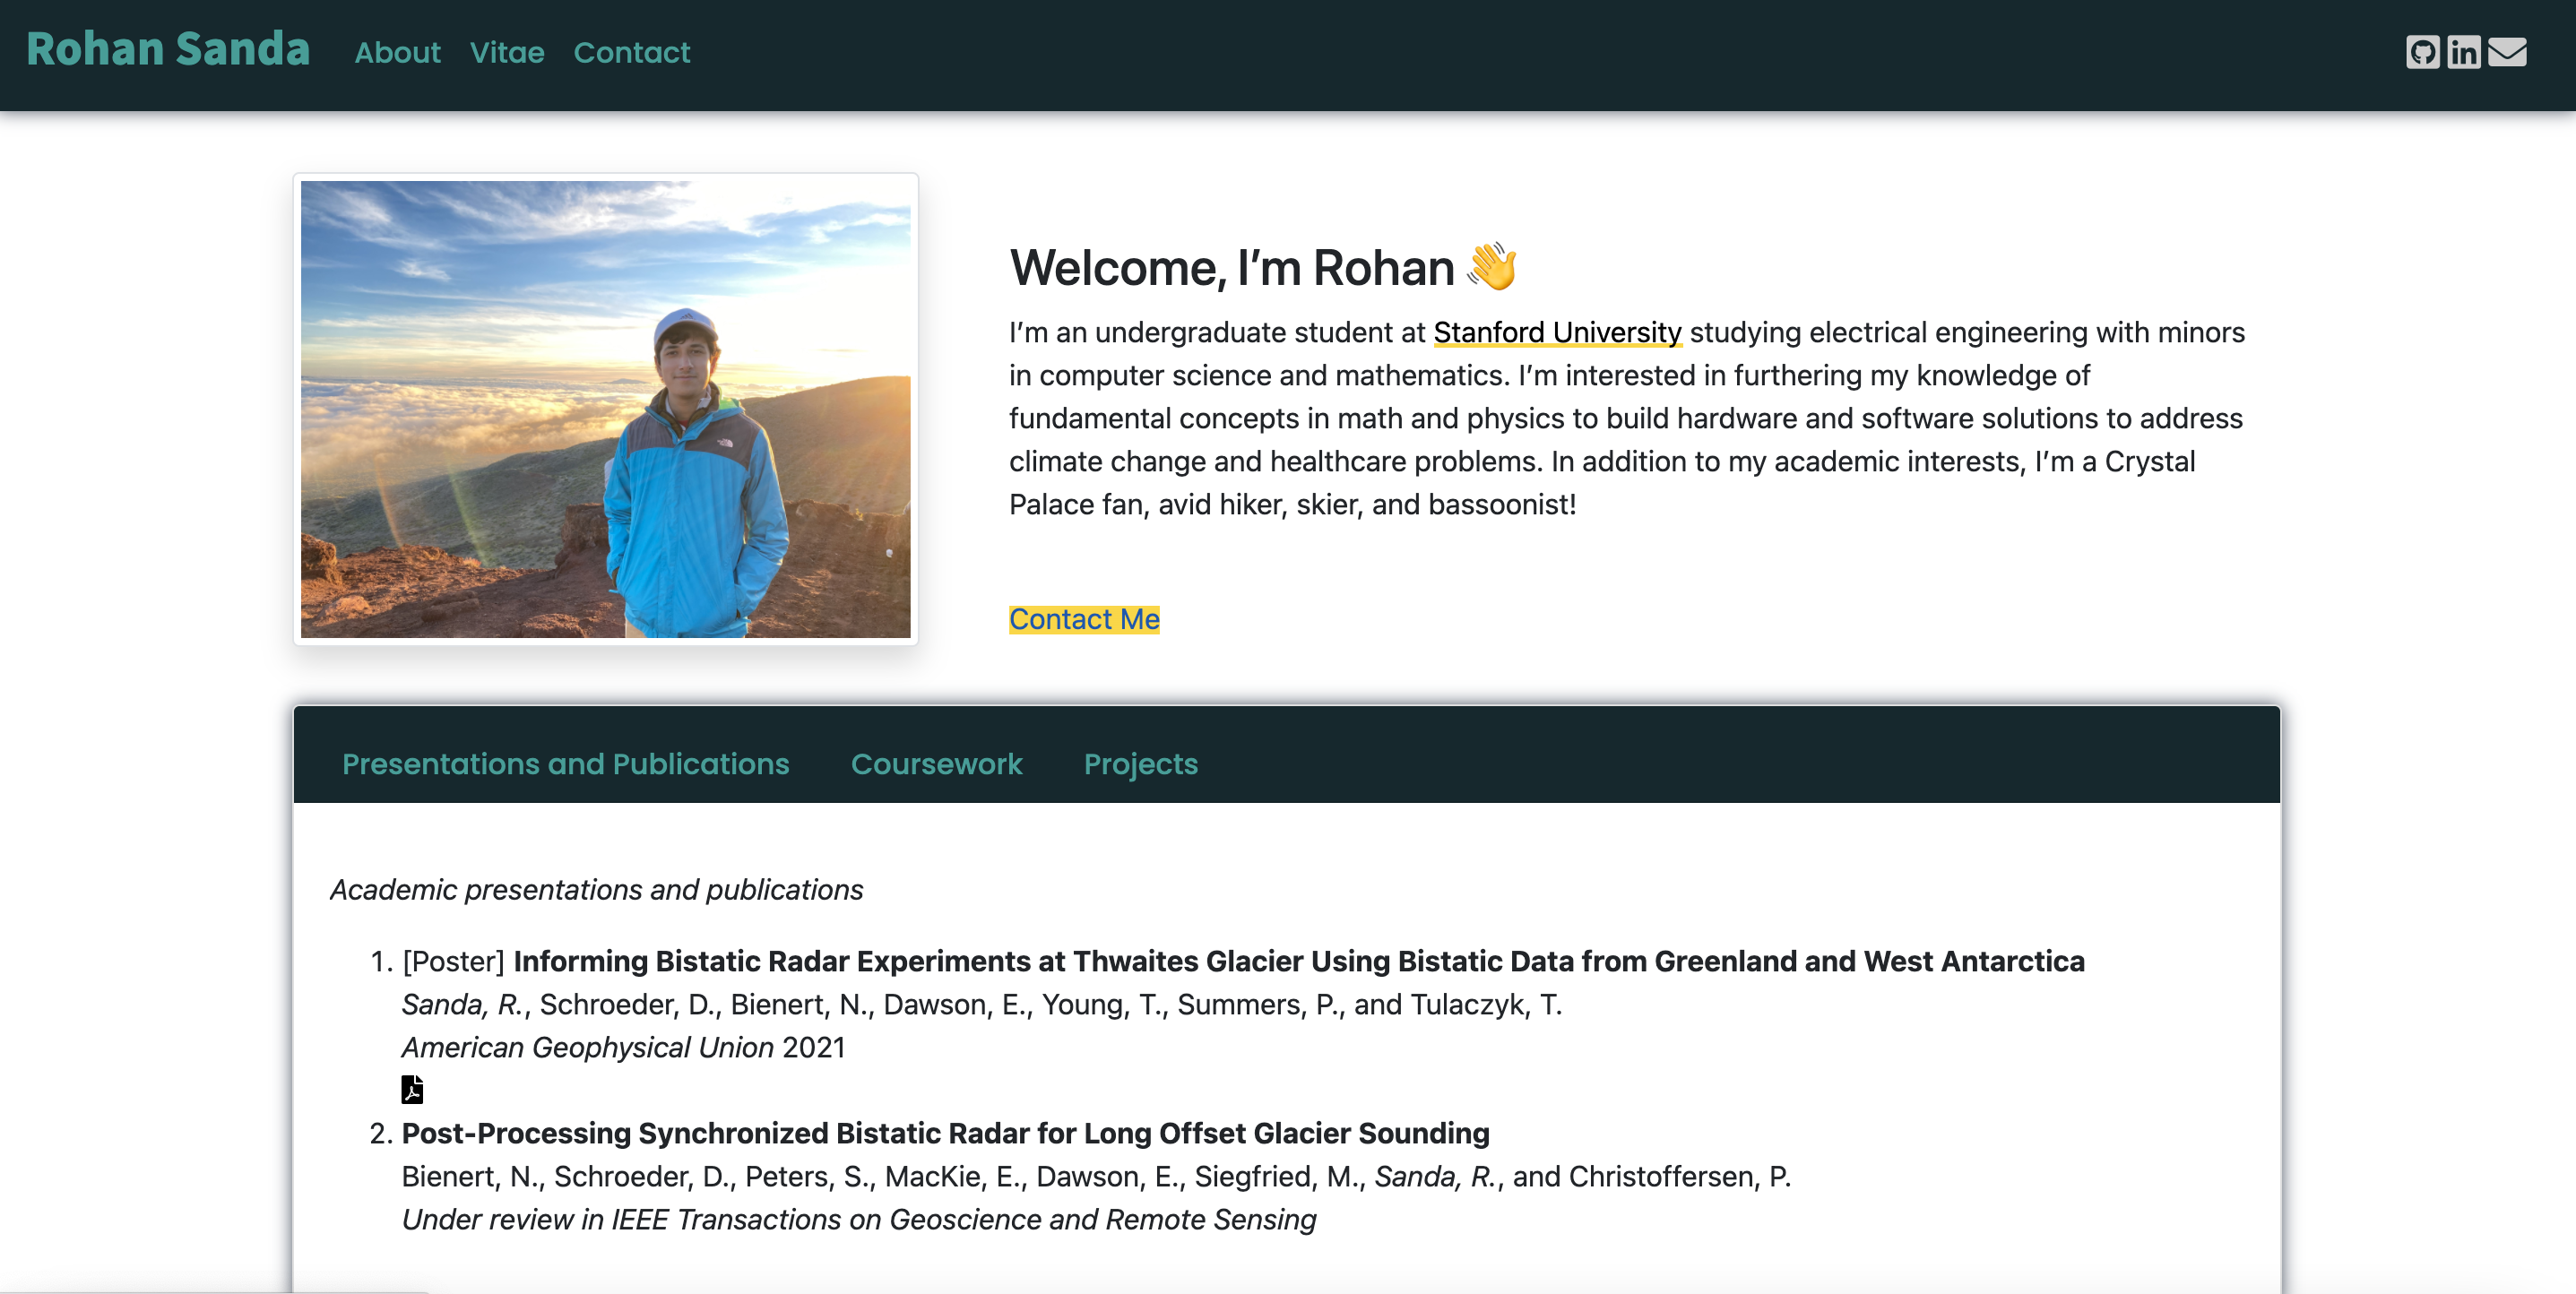 Rohan Sanda About Vitae Contact
Welcome, I’m Rohan 👋
I’m an undergraduate student at Stanford University studying electrical engineering with minors
in computer science and mathematics. I’m interested in furthering my knowledge of
fundamental concepts in math and physics to build hardware and software solutions to address
climate change and healthcare problems. In addition to my academic interests, I’m a Crystal
Palace fan, avid hiker, skier, and bassoonist!
Contact Me
Presentations and Publications Coursework Projects
Academic presentations and publications
1. [Poster] Informing Bistatic Radar Experiments at Thwaites Glacier Using Bistatic Data from Greenland and West Antarctica
Sanda, R., Schroeder, D., Bienert, N., Dawson, E., Young, T., Summers, P., and Tulaczyk, T.
American Geophysical Union 2021
2. Post-Processing Synchronized Bistatic Radar for Long Offset Glacier Sounding
Bienert, N., Schroeder, D., Peters, S., MacKie, E., Dawson, E., Siegfried, M., Sanda, R., and Christoffersen, P.
Under review in IEEE Transactions on Geoscience and Remote Sensing